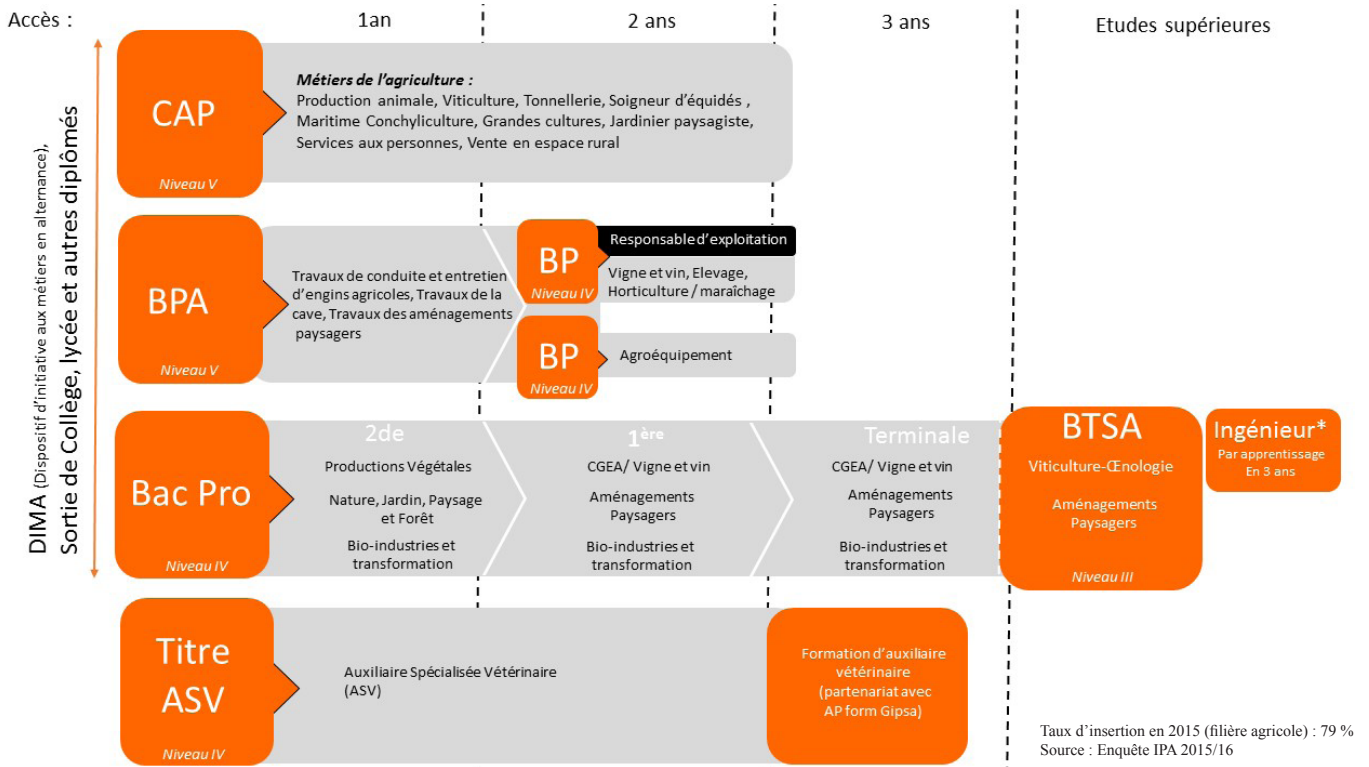 Accès :
1an
2 ans
3 ans
Etudes supérieures
DIMA (Dispositif d'initiative aux métiers en alternance),
Sortie de Collège, lycée et autres diplômés
CAP
Niveau V
Métiers de l'agriculture :
Production animale, Viticulture, Tonnellerie, Soigneur d'équidés ,
Maritime Conchyliculture, Grandes cultures, Jardinier paysagiste,
Services aux personnes, Vente en espace rural
BPA
Niveau V
Travaux de conduite et entretien
d'engins agricoles, Travaux de la
cave, Travaux des aménagements
paysagers
BP
Niveau IV
Responsable d'exploitation
Vigne et vin, Elevage,
Horticulture / maraîchage
BP
Niveau IV
Agroéquipement
Bac Pro
Niveau IV
2de
Productions Végétales
Nature, Jardin, Paysage
et Forêt
Bio-industries et
transformation
1ère
CGEA/ Vigne et vin
Aménagements
Paysagers
Bio-industries et
transformation
Terminale
CGEA/ Vigne et vin
Aménagements
Paysagers
Bio-industries et
transformation
BTSA
Viticulture-Œnologie
Aménagements
Paysagers
Niveau III
Ingénieur*
Par apprentissage
En 3 ans
Titre
ASV
Niveau IV
Auxiliaire Spécialisée Vétérinaire
(ASV)
Formation d'auxiliaire
vétérinaire
(partenariat avec
AP form Gipsa)
Taux d'insertion en 2015 (filière agricole) : 79 %
Source : Enquête IPA 2015/16